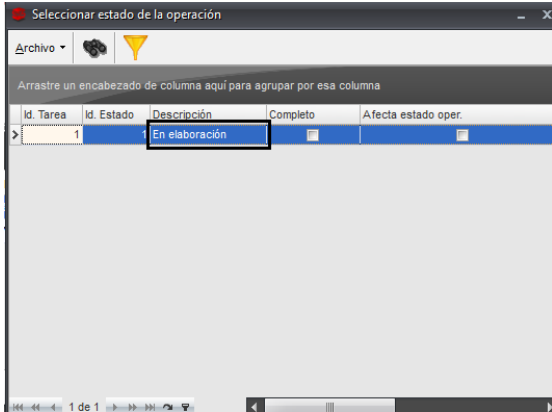 Seleccionar estado de la operación
Archivo
Arrastre un encabezado de columna aquí para agrupar por esa columna
Id. Tarea Id. Estado Descripción Completo Afecta estado oper.
1 1 En elaboración
1 de 1